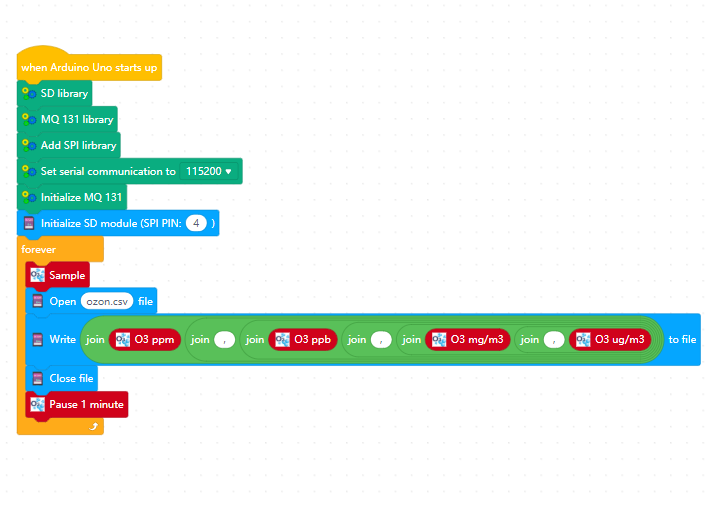 when Arduino Uno starts up
SD library
MQ 131 library
Add SPI lirbrary
Set serial communication to 115200
Initialize MQ 131
Initialize SD module (SPI PIN: 4 )
forever
Sample
Open ozon.csv file
Write join O3 ppm join , join O3 ppb join , join O3 mg/m3 join , O3 ug/m3 to file
Close file
Pause 1 minute